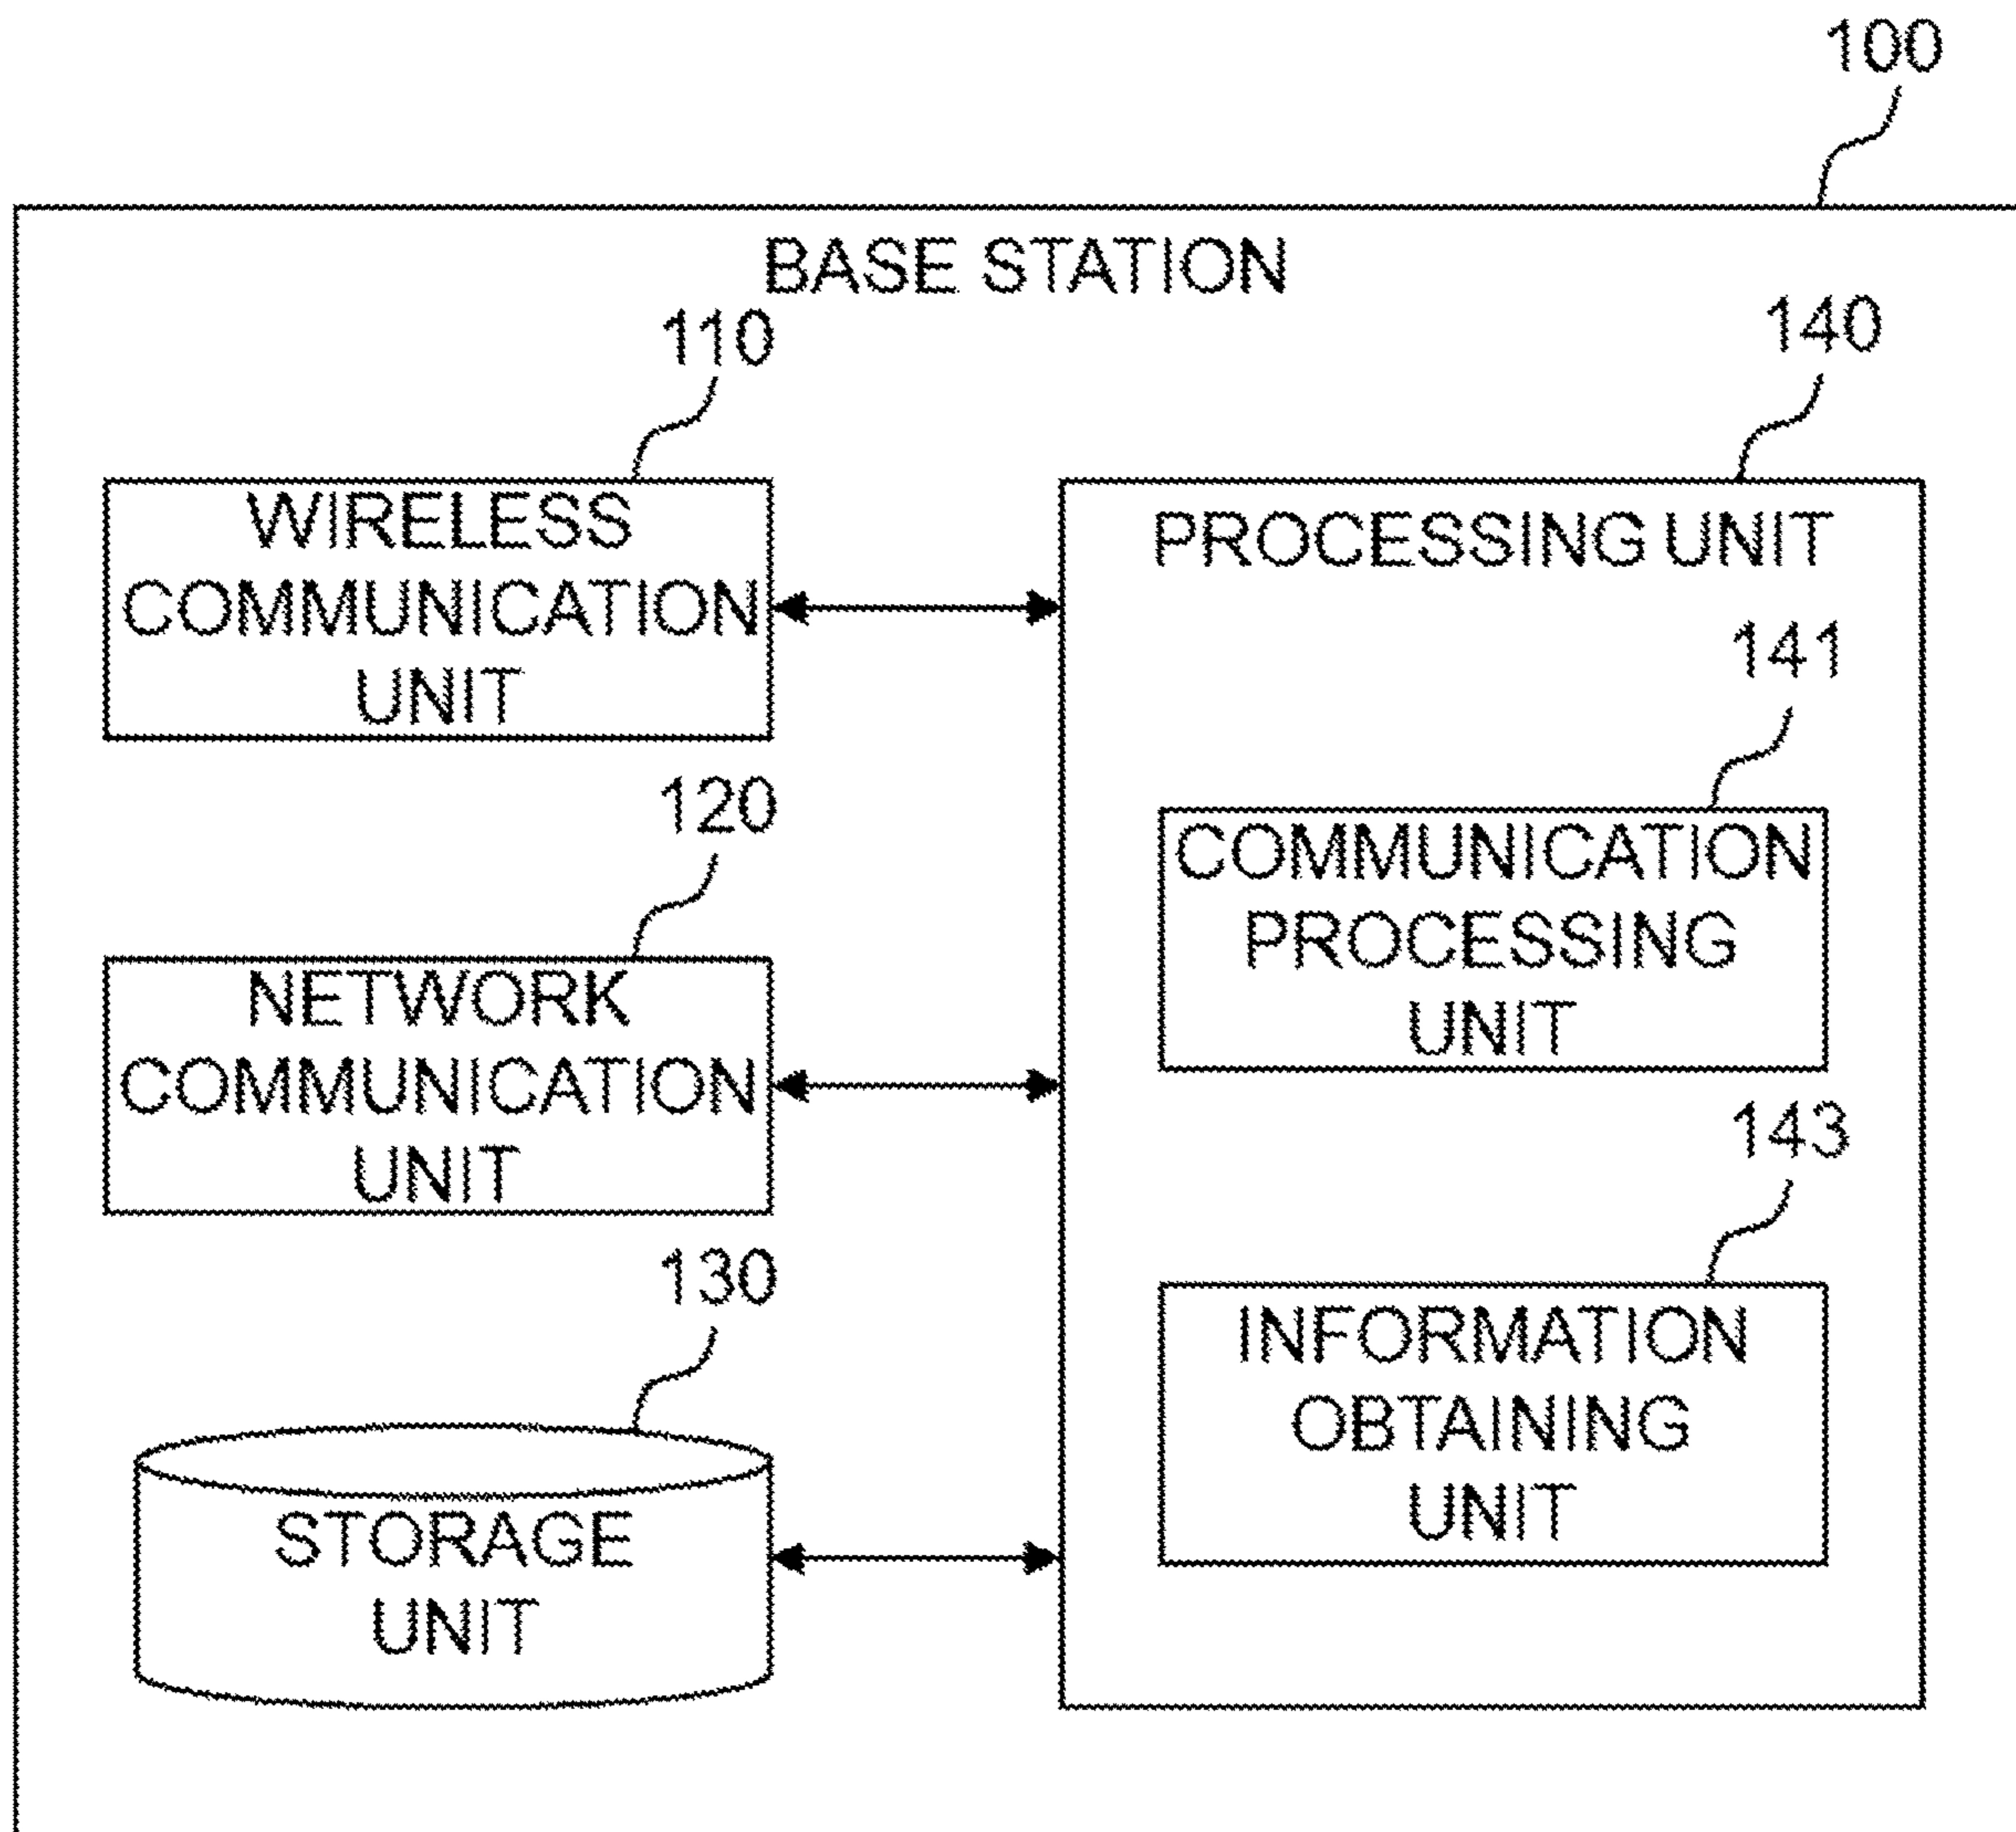 100
BASE STATION
110
WIRELESS
COMMUNICATION
UNIT
120
NETWORK
COMMUNICATION
UNIT
130
STORAGE
UNIT
140
PROCESSING UNIT
141
COMMUNICATION
PROCESSING
UNIT
143
INFORMATION
OBTAINING
UNIT